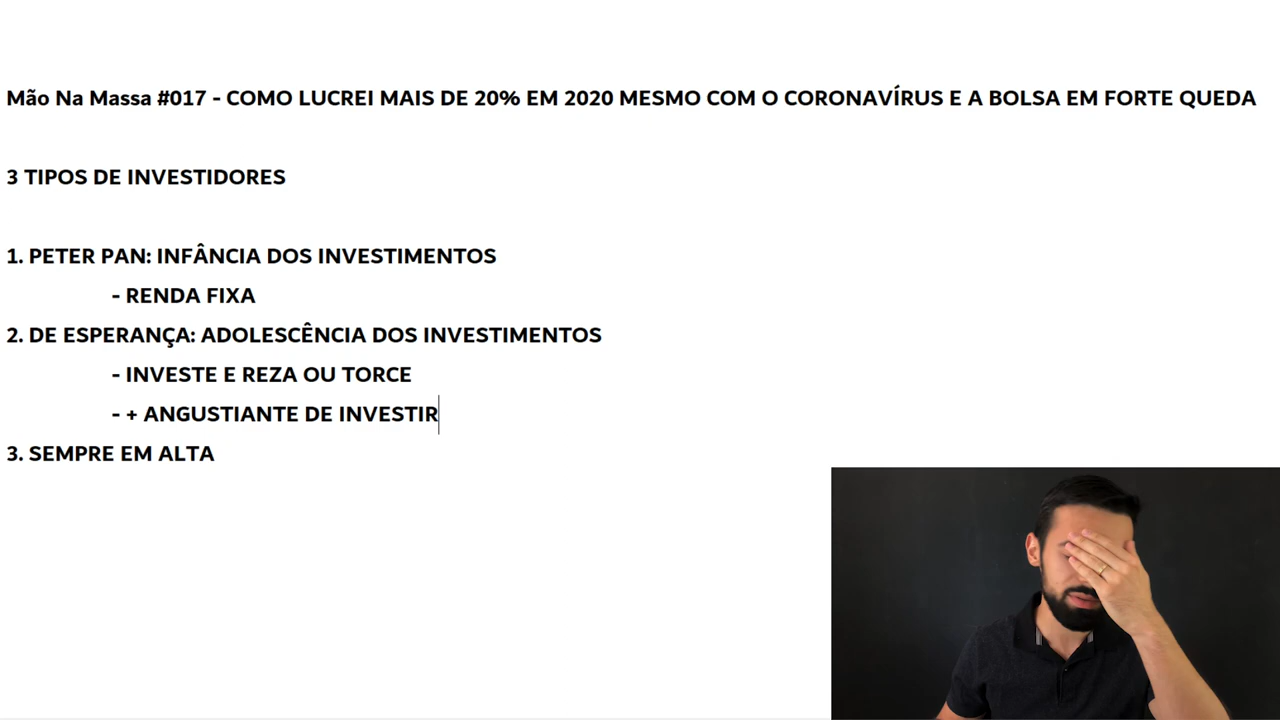 Mão Na Massa #017 - COMO LUCREI MAIS DE 20% EM 2020 MESMO COM O CORONAVÍRUS E A BOLSA EM FORTE QUEDA
3 TIPOS DE INVESTIDORES
1. PETER PAN: INFÂNCIA DOS INVESTIMENTOS
- RENDA FIXA
2. DE ESPERANÇA: ADOLESCÊNCIA DOS INVESTIMENTOS
- INVESTE E REZA OU TORCE
- + ANGUSTIANTE DE INVESTIR
3. SEMPRE EM ALTA